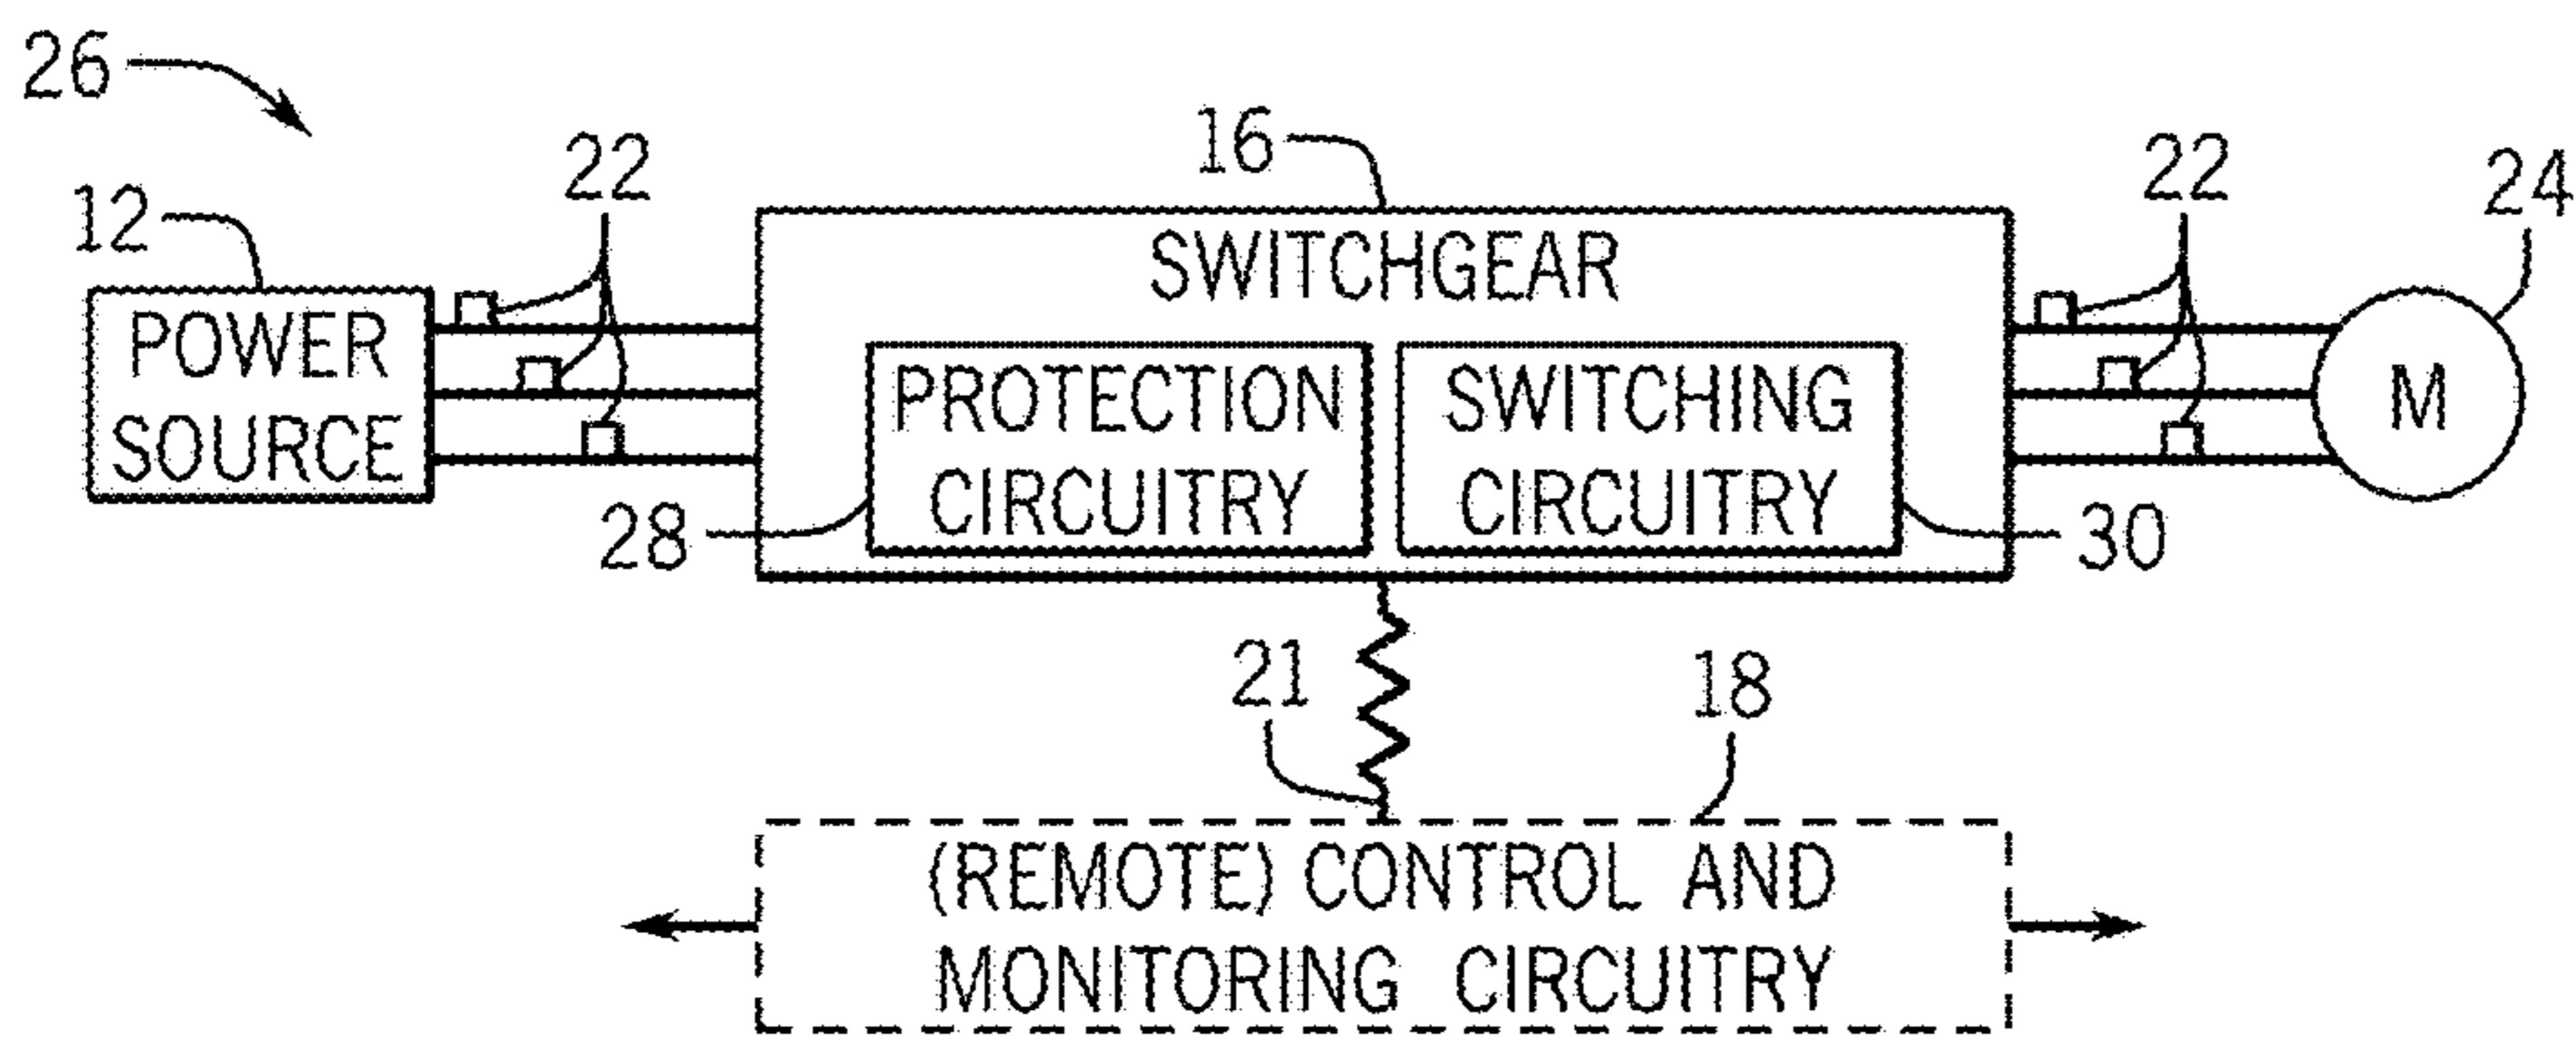 26
16
22
22
24
12
SWITCHGEAR
POWER
SOURCE
PROTECTION
CIRCUITRY
SWITCHING
CIRCUITRY
M
28
30
21
18
(REMOTE) CONTROL AND
MONITORING CIRCUITRY